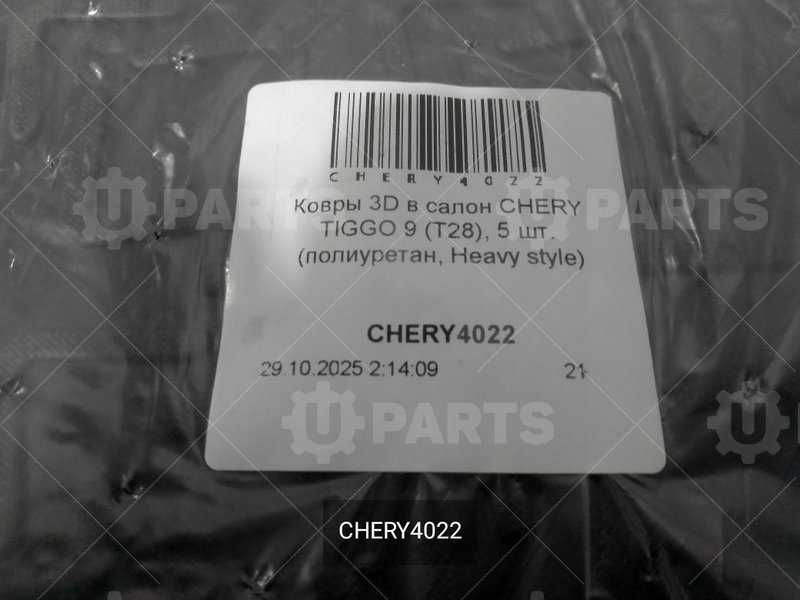 CHERY4022
Ковры 3D в салон CHERY
TIGGO 9 (T28), 5 шт.
(полиуретан, Heavy style)
CHERY4022
29.10.2025 2:14:09 21
U PARTS
U PARTS
CHERY4022